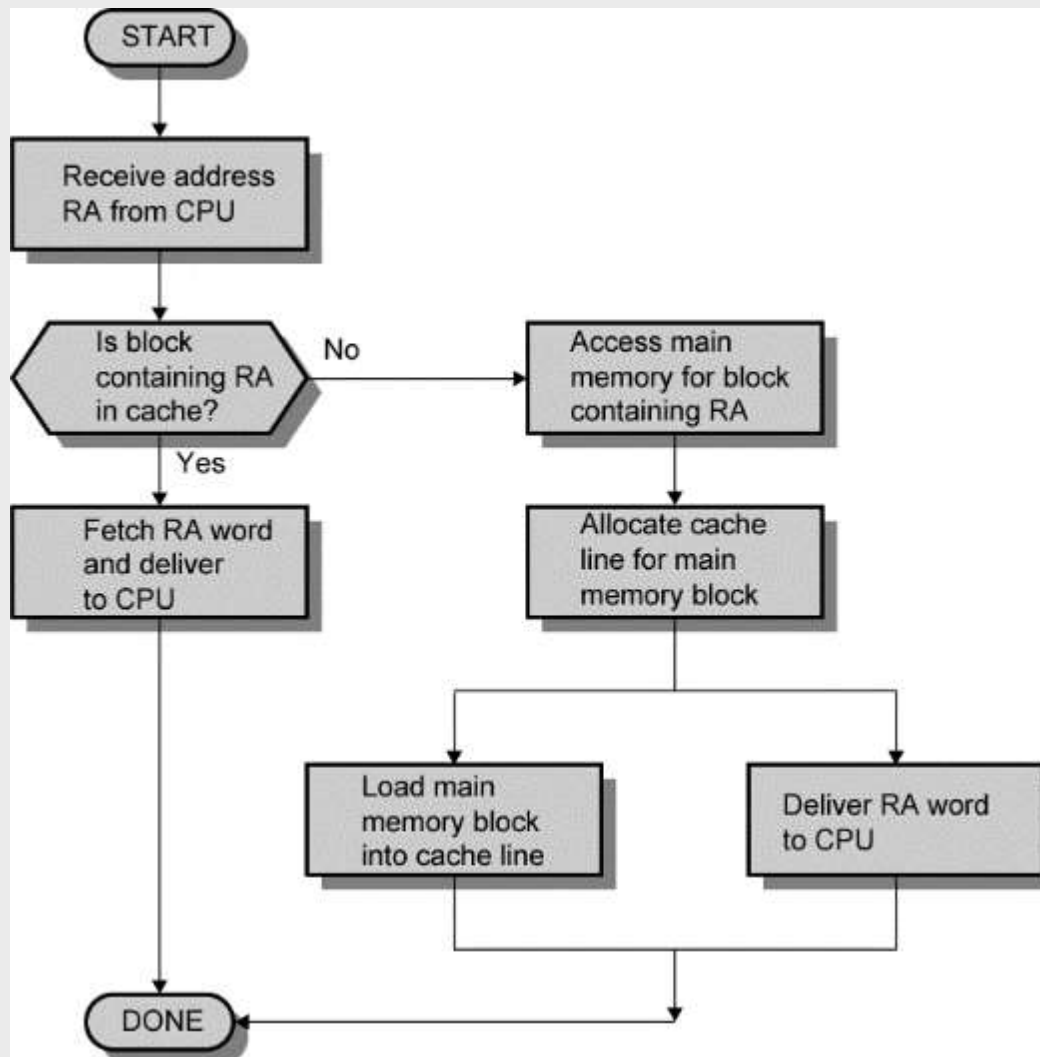 START
Receive address
RA from CPU
Is block
containing RA
in cache?
No
Access main
memory for block
containing RA
Yes
Fetch RA word
and deliver
to CPU
Allocate cache
line for main
memory block
Load main
memory block
into cache line
Deliver RA word
to CPU
DONE